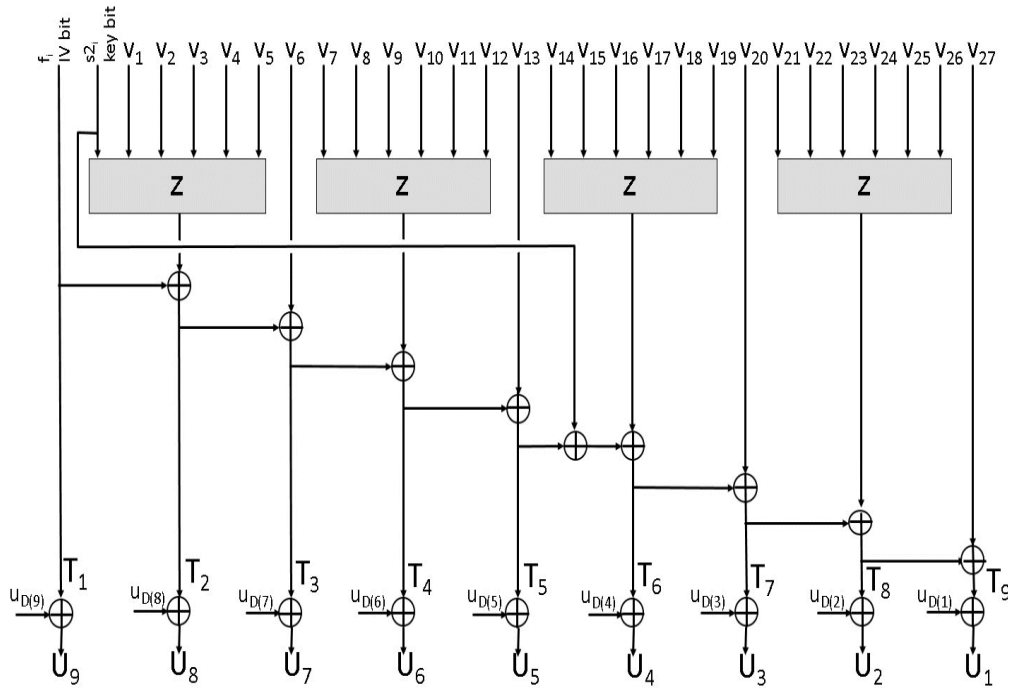 f_i IV bit s2_i key bit V_1 V_2 V_3 V_4 V_5 V_6 V_7 V_8 V_9 V_10 V_11 V_12 V_13 V_14 V_15 V_16 V_17 V_18 V_19 V_20 V_21 V_22 V_23 V_24 V_25 V_26 V_27
Z Z Z Z
T_1 T_2 T_3 T_4 T_5 T_6 T_7 T_8 T_9
u_D(9) u_D(8) u_D(7) u_D(6) u_D(5) u_D(4) u_D(3) u_D(2) u_D(1)
U_9 U_8 U_7 U_6 U_5 U_4 U_3 U_2 U_1